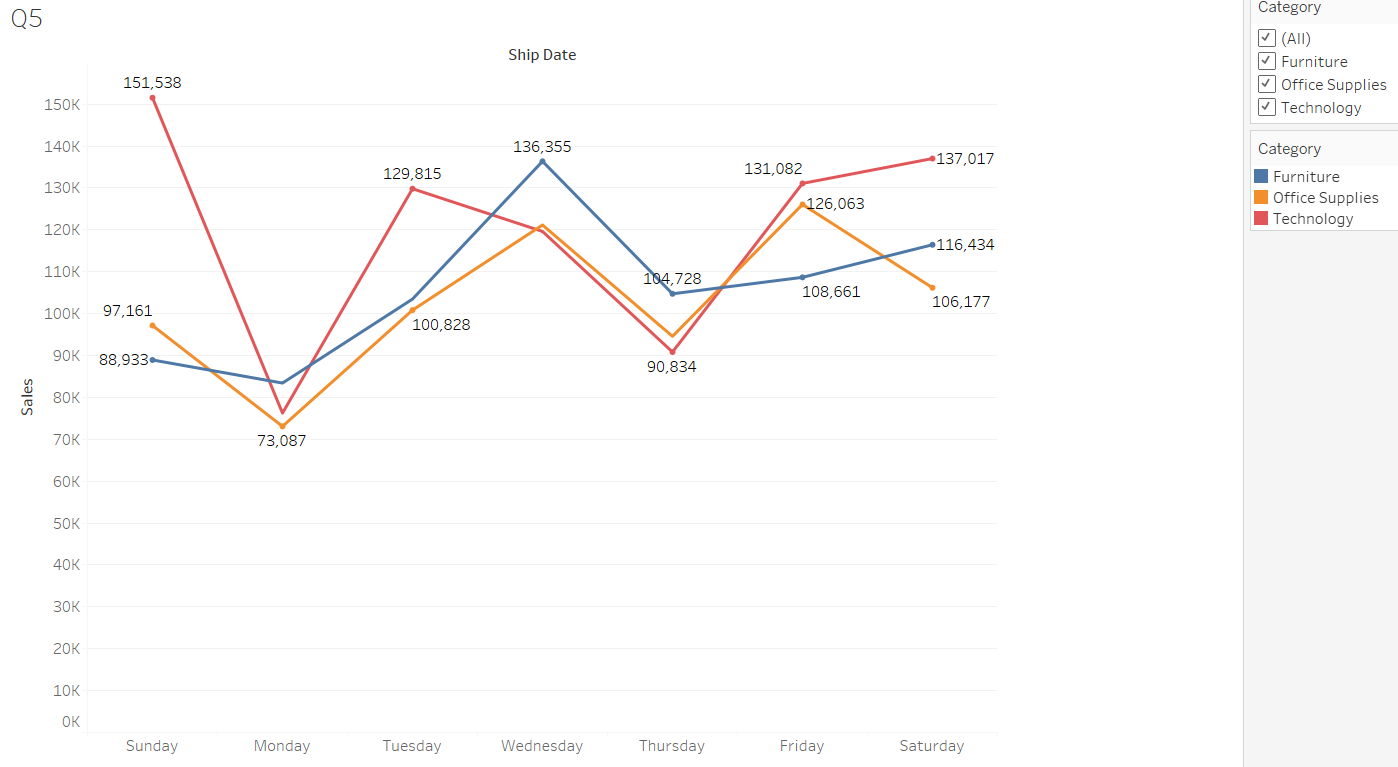 Q5
Ship Date
Sales
150K
140K
130K
120K
110K
100K
90K
80K
70K
60K
50K
40K
30K
20K
10K
0K
151,538
97,161
88,933
73,087
129,815
100,828
136,355
104,728
90,834
131,082
126,063
108,661
137,017
116,434
106,177
Sunday Monday Tuesday Wednesday Thursday Friday Saturday
Category
(All)
Furniture
Office Supplies
Technology
Category
Furniture
Office Supplies
Technology